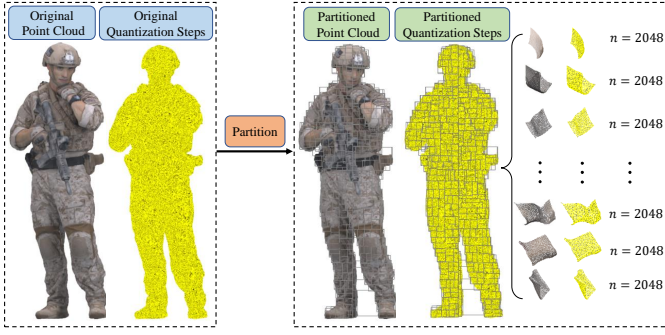 Original
Point Cloud
Original
Quantization Steps
Partition
Partitioned
Point Cloud
Partitioned
Quantization Steps
n = 2048
n = 2048
n = 2048
n = 2048
n = 2048
n = 2048